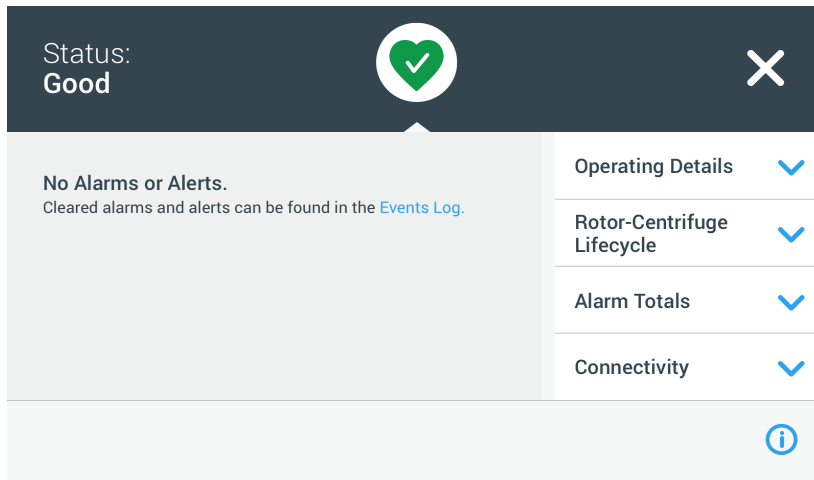 Status:
Good
No Alarms or Alerts.
Cleared alarms and alerts can be found in the Events Log.
Operating Details
Rotor-Centrifuge
Lifecycle
Alarm Totals
Connectivity